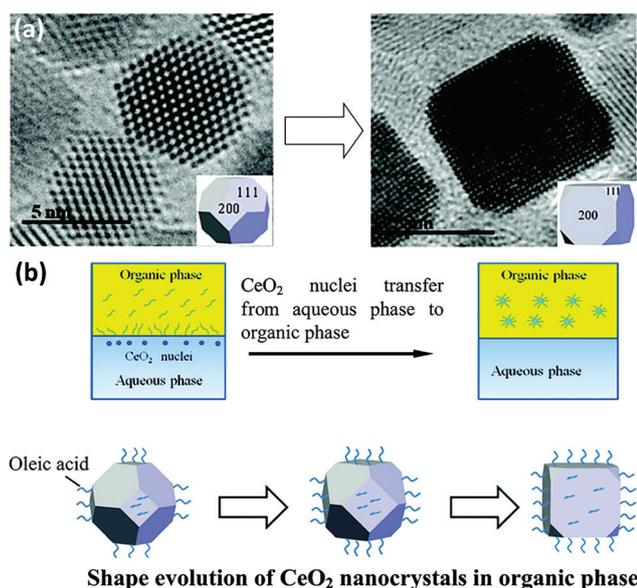 (a)
111
200
5 nm
111
200
(b)
Organic phase
CeO₂ nuclei
Aqueous phase
CeO₂ nuclei transfer
from aqueous phase to
organic phase
Organic phase
Aqueous phase
Oleic acid
Shape evolution of CeO₂ nanocrystals in organic phase